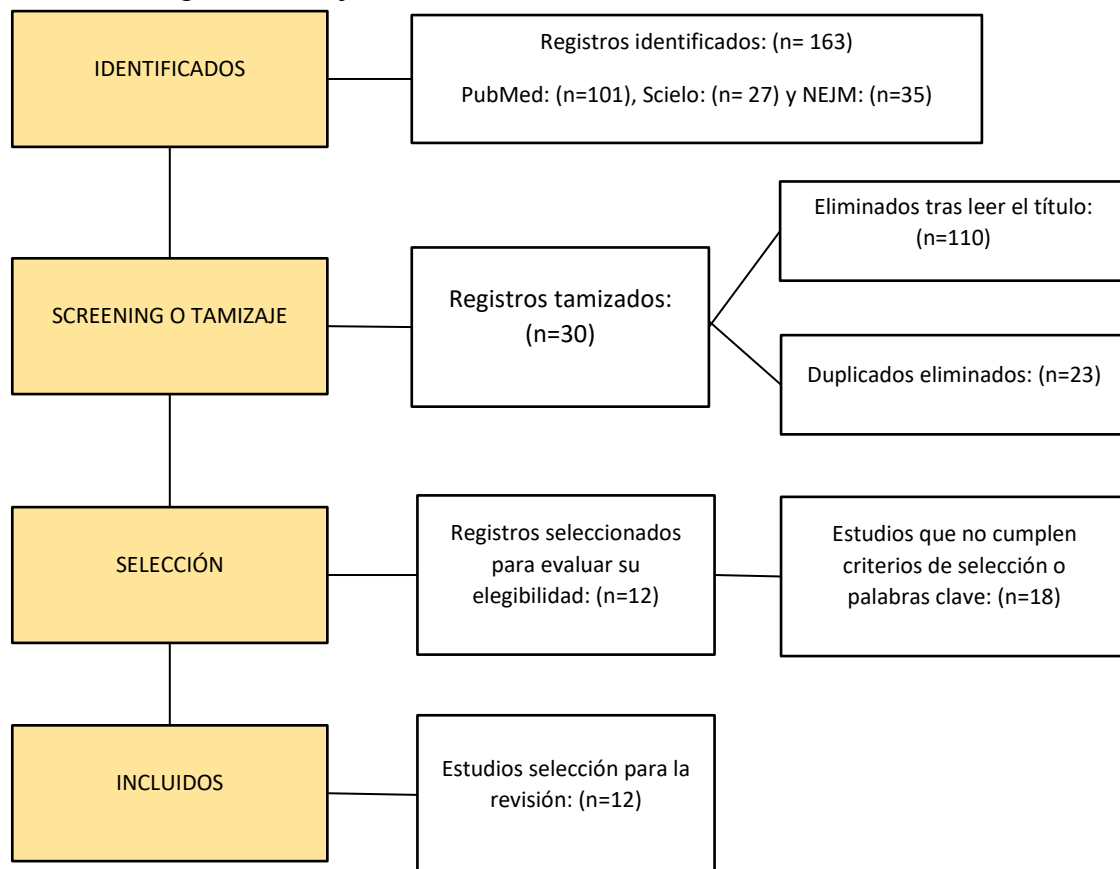 IDENTIFICADOS
Registros identificados: (n= 163)
PubMed: (n=101), Scielo: (n= 27) y NEJM: (n=35)
Eliminados tras leer el título:
(n=110)
SCREENING O TAMIZAJE
Registros tamizados:
(n=30)
Duplicados eliminados: (n=23)
SELECCIÓN
Registros seleccionados
para evaluar su
elegibilidad: (n=12)
Estudios que no cumplen
criterios de selección o
palabras clave: (n=18)
INCLUIDOS
Estudios selección para la
revisión: (n=12)